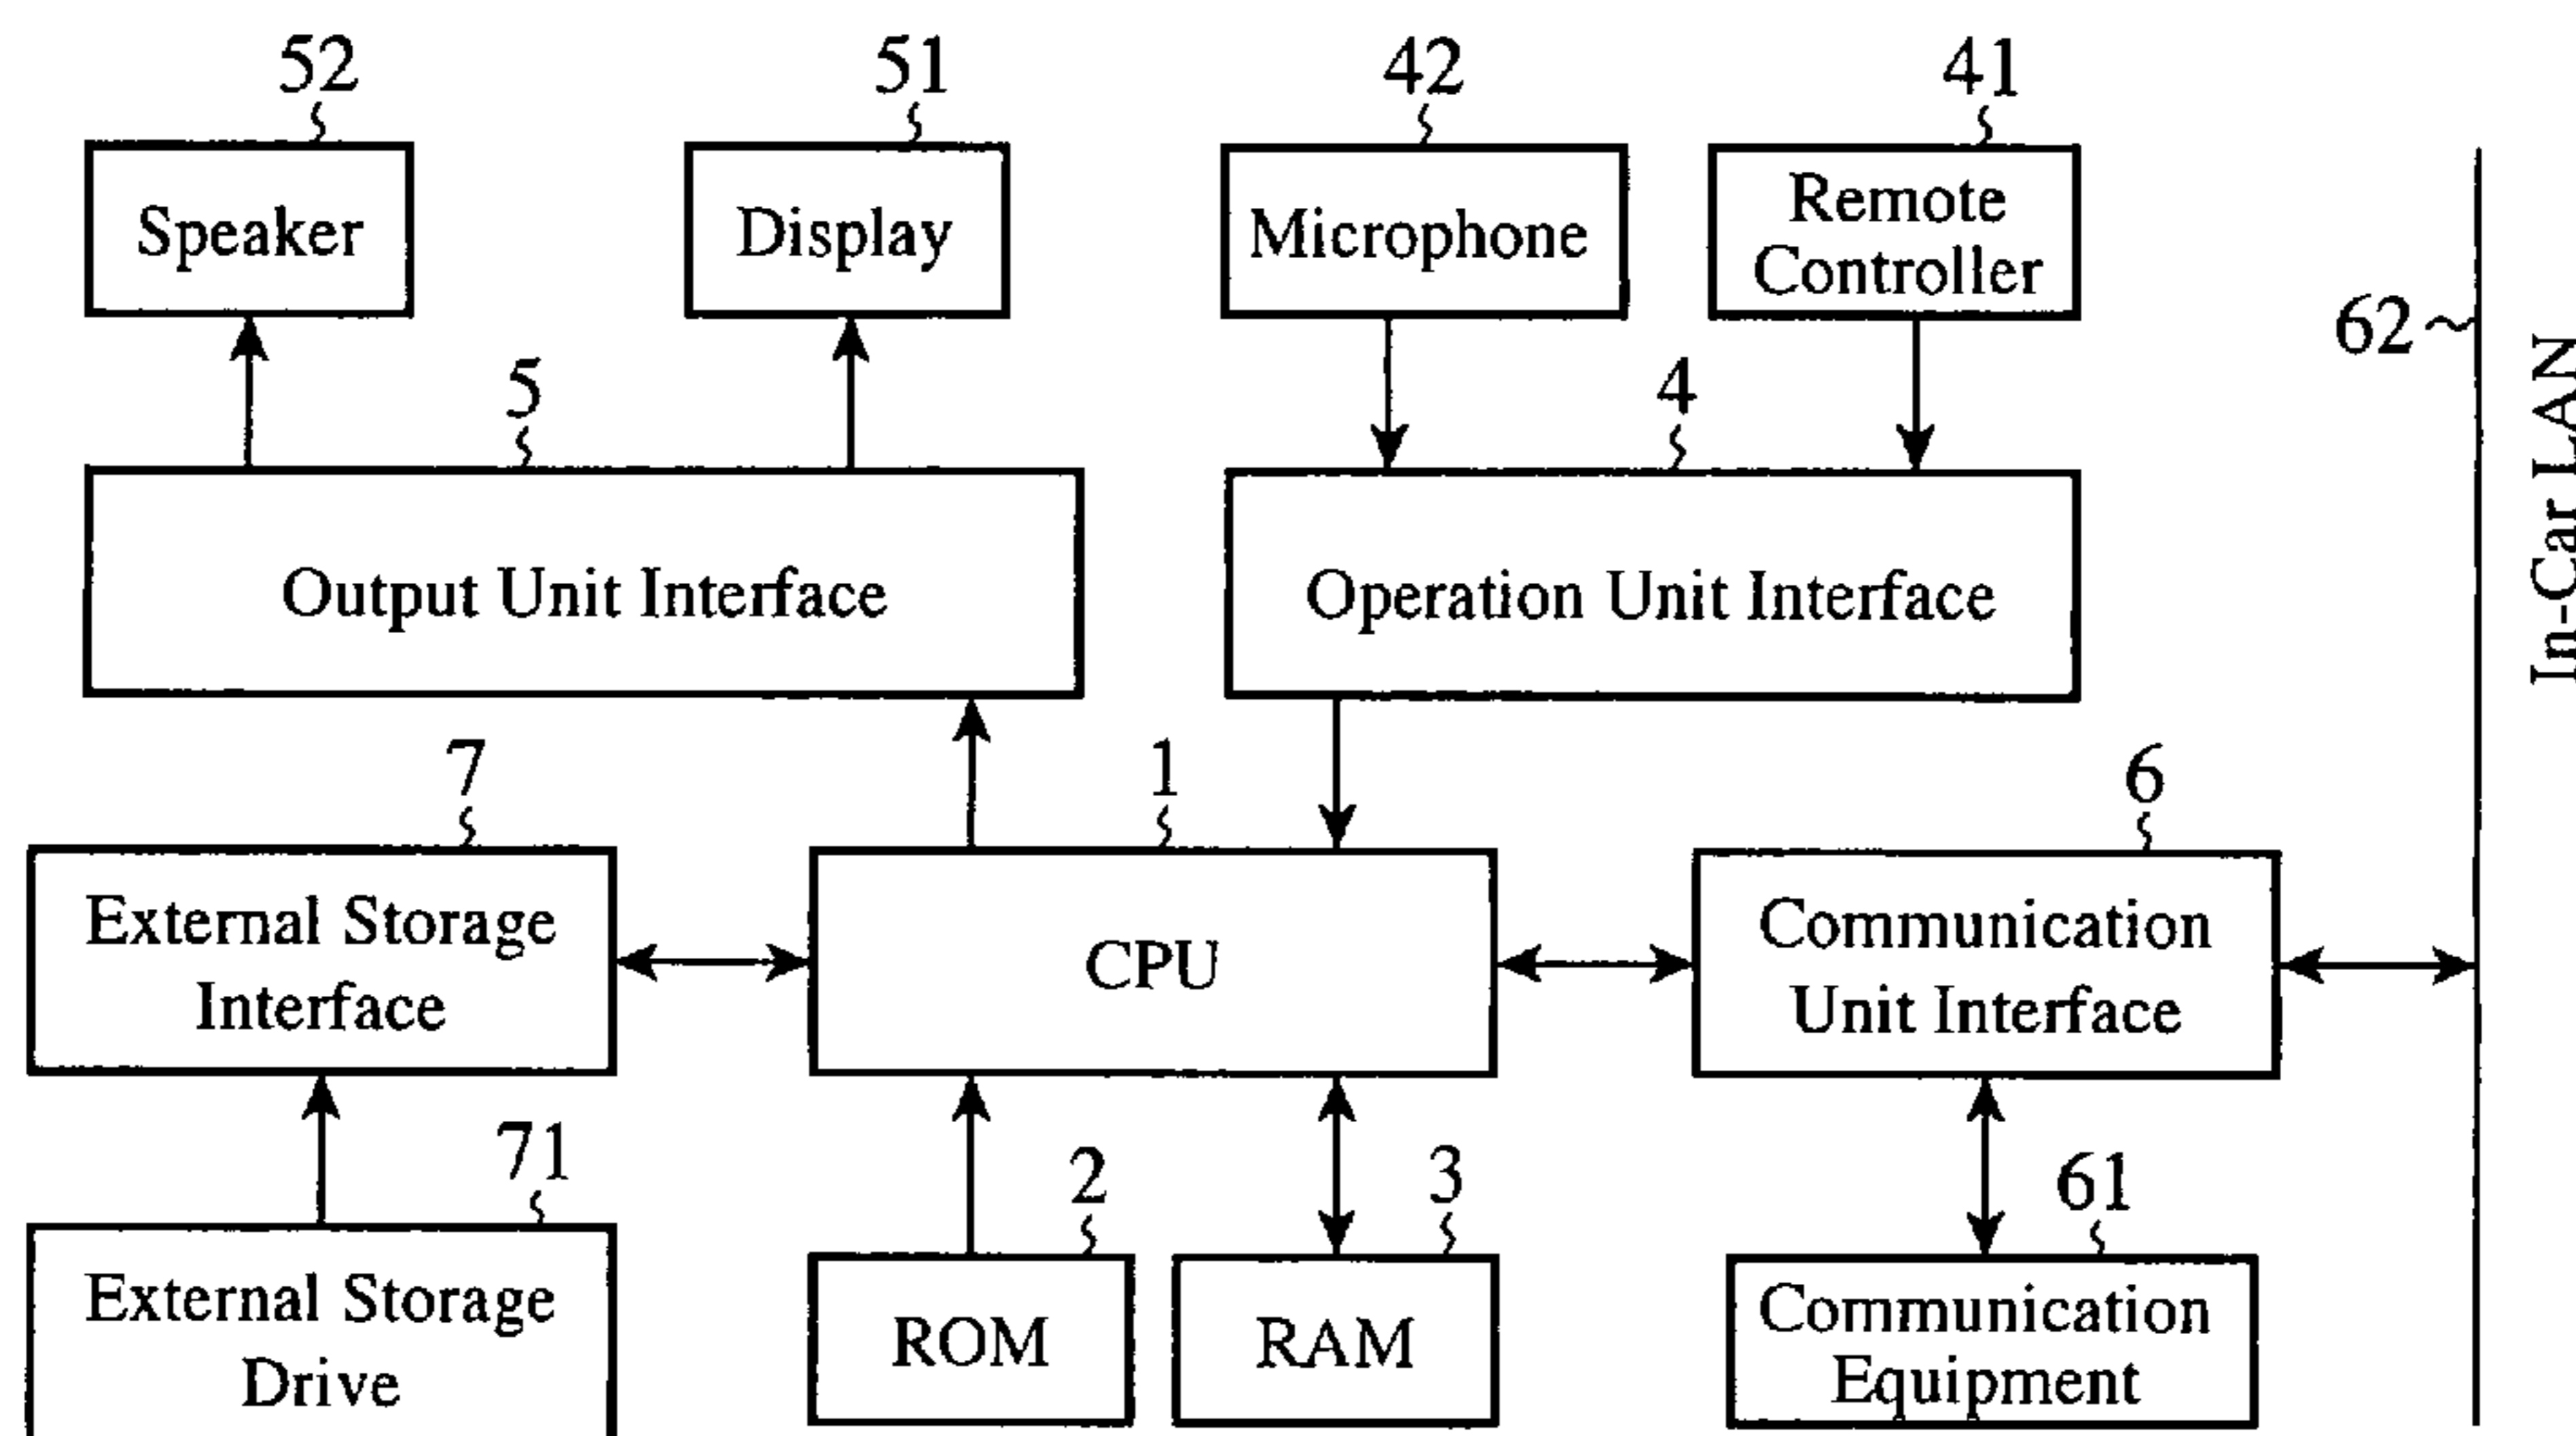 52
51
42
41
Speaker
Display
Microphone
Remote
Controller
62
In-Car LAN
5
4
Output Unit Interface
Operation Unit Interface
7
1
6
External Storage
Interface
CPU
Communication
Unit Interface
71
2
3
61
External Storage
Drive
ROM
RAM
Communication
Equipment